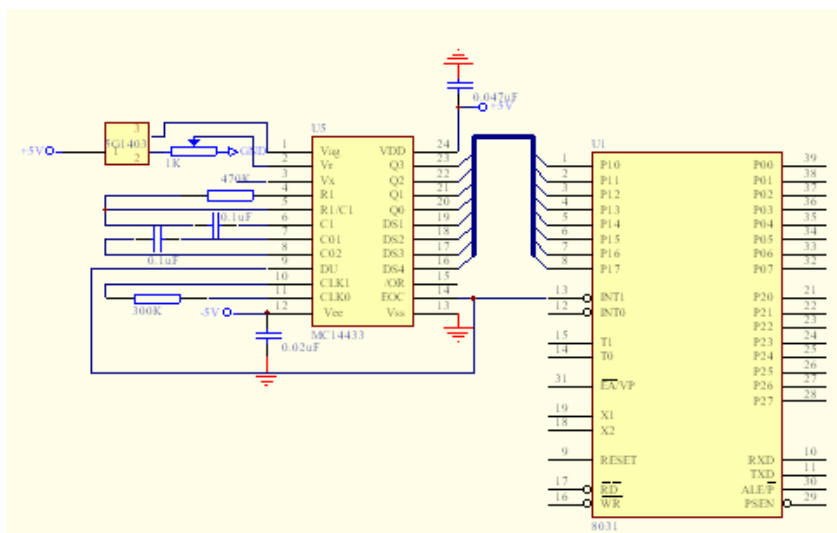 0.047uF
+5V
5G1403
3
1
2
+5V
1K
GND
470K
0.1uF
0.1uF
300K
-5V
0.02uF
U5
1 Vag VDD 24
2 Vr Q3 23
3 Vx Q2 22
4 R1 Q1 21
5 R1/C1 Q0 20
6 C1 DS1 19
7 C01 DS2 18
8 C02 DS3 17
9 DU DS4 16
10 CLK1 /OR 15
11 CLK0 EOC 14
12 Vee Vss 13
MC14433
U1
1 P10 P00 39
2 P11 P01 38
3 P12 P02 37
4 P13 P03 36
5 P14 P04 35
6 P15 P05 34
7 P16 P06 33
8 P17 P07 32
13 INT1 P20 21
12 INT0 P21 22
P22 23
15 T1 P23 24
14 T0 P24 25
P25 26
31 EA/VP P26 27
P27 28
19 X1
18 X2
9 RESET RXD 10
TXD 11
17 RD ALE/P 30
16 WR PSEN 29
8031